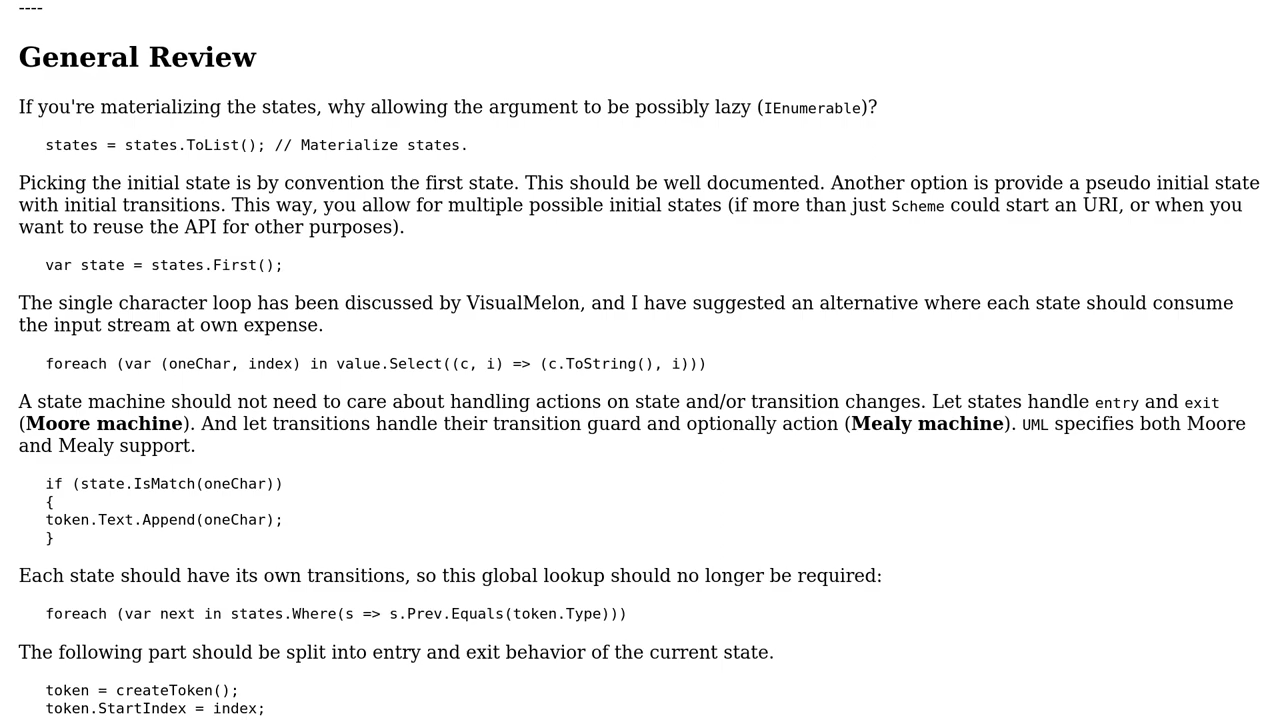 ----
General Review
If you're materializing the states, why allowing the argument to be possibly lazy (IEnumerable)?
states = states.ToList(); // Materialize states.
Picking the initial state is by convention the first state. This should be well documented. Another option is provide a pseudo initial state
with initial transitions. This way, you allow for multiple possible initial states (if more than just Scheme could start an URI, or when you
want to reuse the API for other purposes).
var state = states.First();
The single character loop has been discussed by VisualMelon, and I have suggested an alternative where each state should consume
the input stream at own expense.
foreach (var (oneChar, index) in value.Select((c, i) => (c.ToString(), i)))
A state machine should not need to care about handling actions on state and/or transition changes. Let states handle entry and exit
(Moore machine). And let transitions handle their transition guard and optionally action (Mealy machine). UML specifies both Moore
and Mealy support.
if (state.IsMatch(oneChar))
{
token.Text.Append(oneChar);
}
Each state should have its own transitions, so this global lookup should no longer be required:
foreach (var next in states.Where(s => s.Prev.Equals(token.Type)))
The following part should be split into entry and exit behavior of the current state.
token = createToken();
token.StartIndex = index;